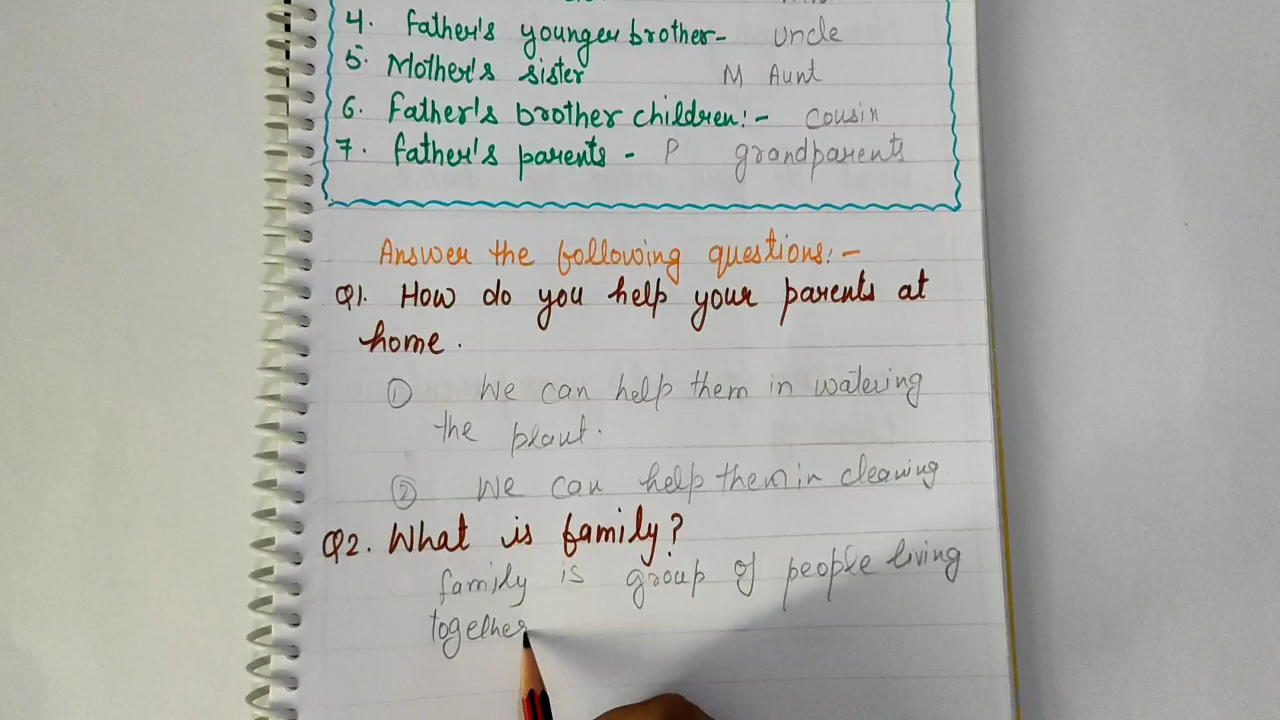 4. Father's younger brother- uncle
5. Mother's sister M Aunt
6. Father's brother children:- cousin
7. father's parents - P grandparents
Answer the following questions:-
Q1. How do you help your parents at
home.
① We can help them in watering
the plant.
② We can help them in cleaning
Q2. What is family?
family is group of people living
together